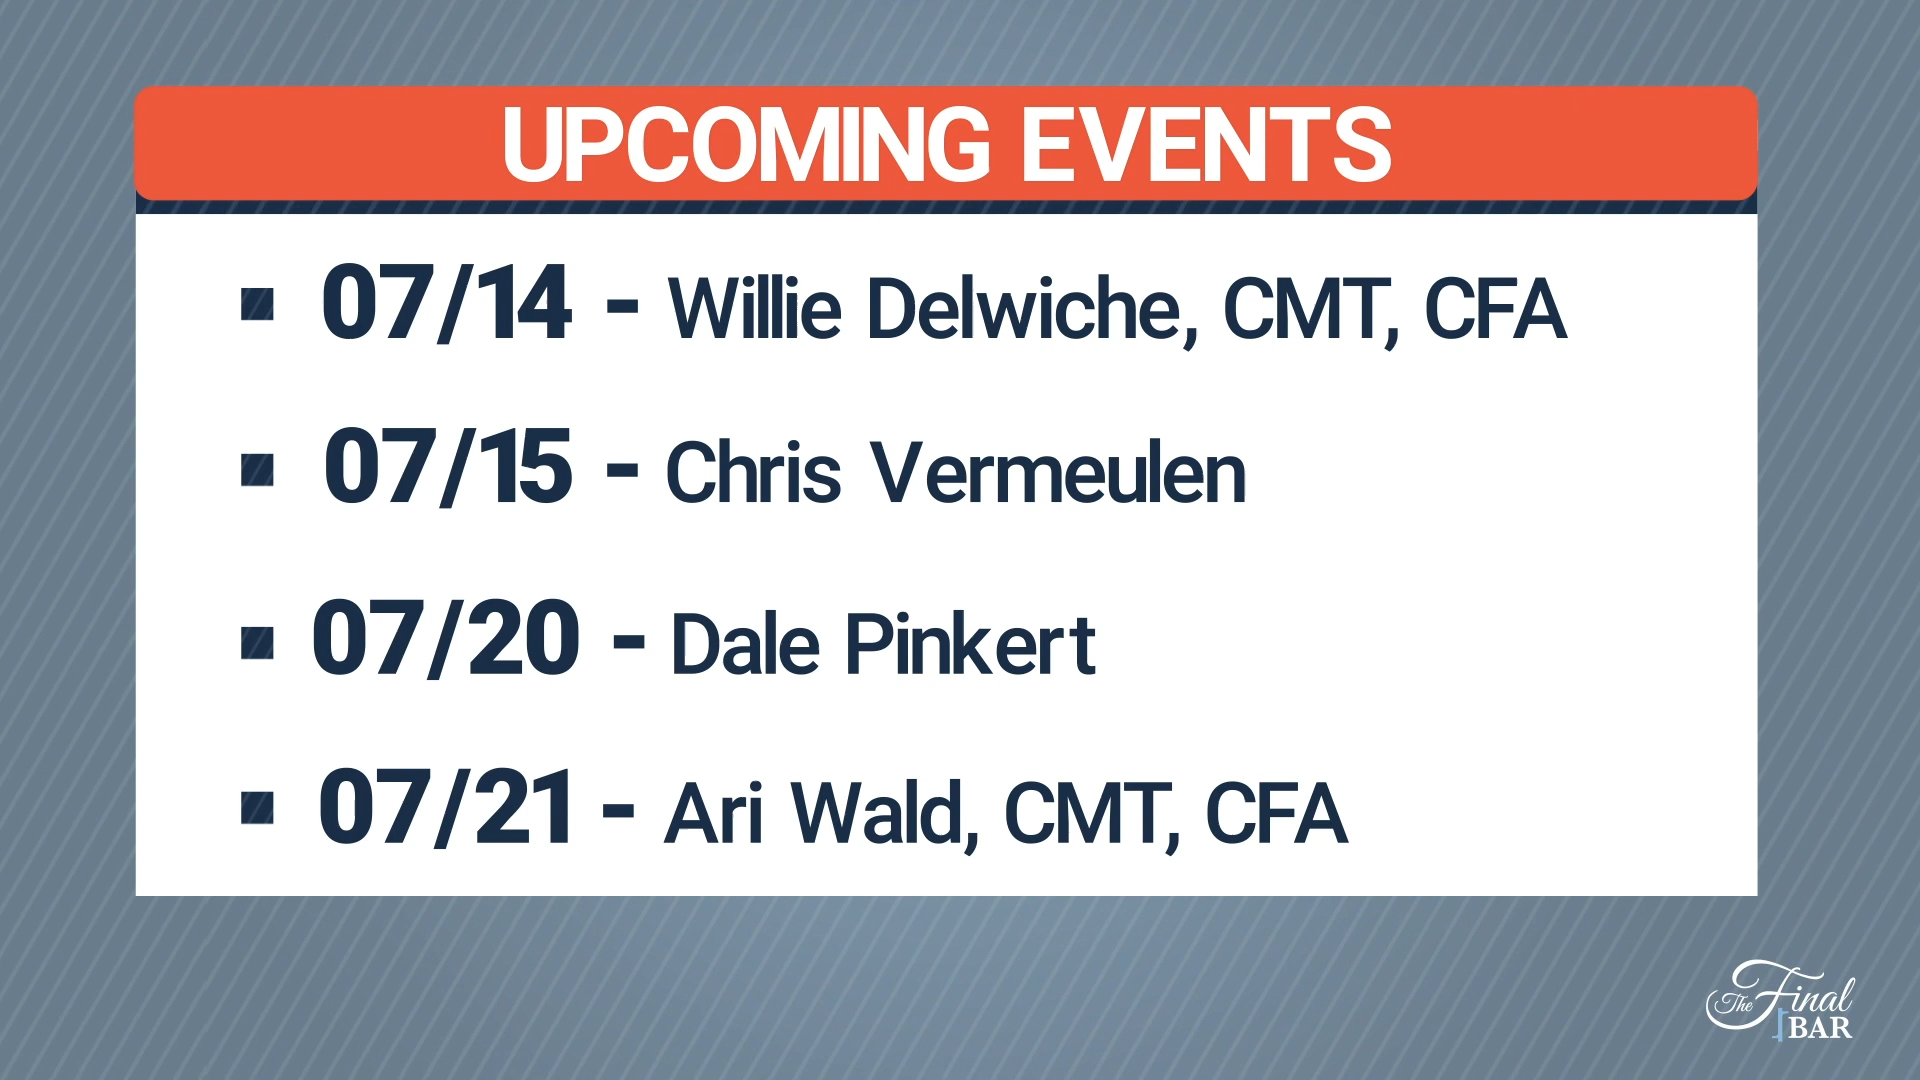 UPCOMING EVENTS
07/14 - Willie Delwiche, CMT, CFA
07/15 - Chris Vermeulen
07/20 - Dale Pinkert
07/21 - Ari Wald, CMT, CFA
The Final
BAR